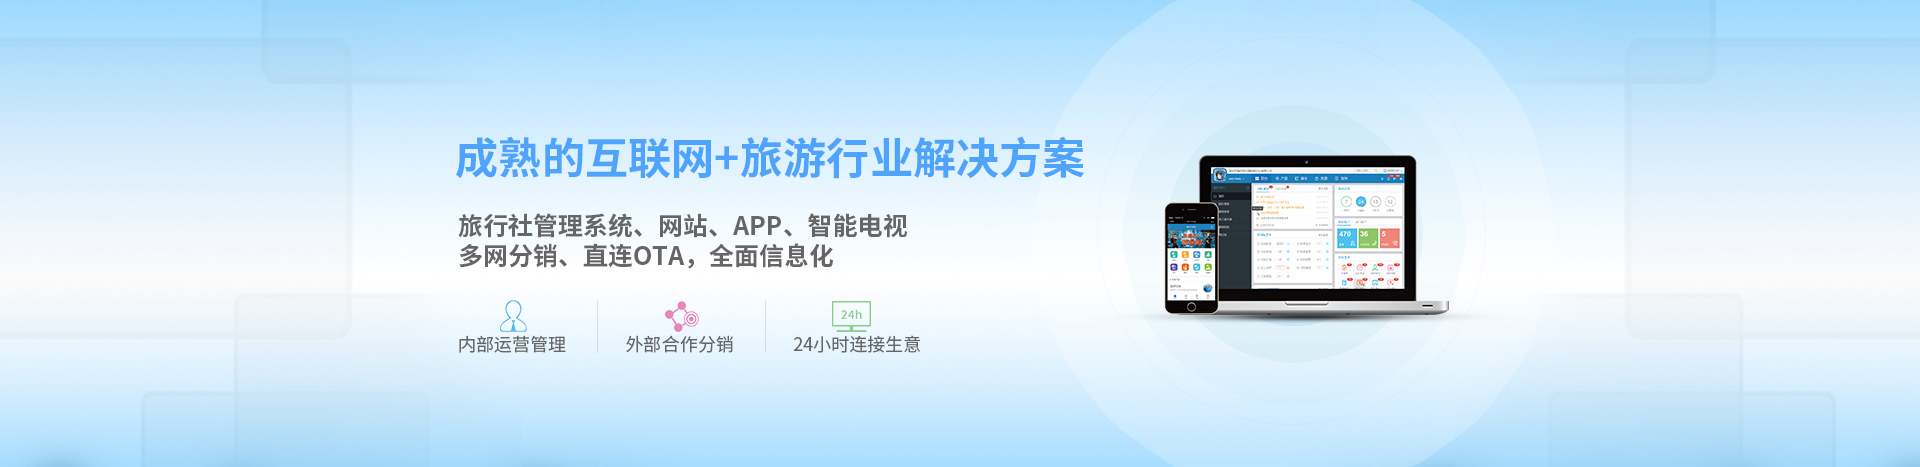 成熟的互联网+旅游行业解决方案
旅行社管理系统、网站、APP、智能电视
多网分销、直连OTA，全面信息化
24h
内部运营管理
外部合作分销
24小时连接生意
470
36
5